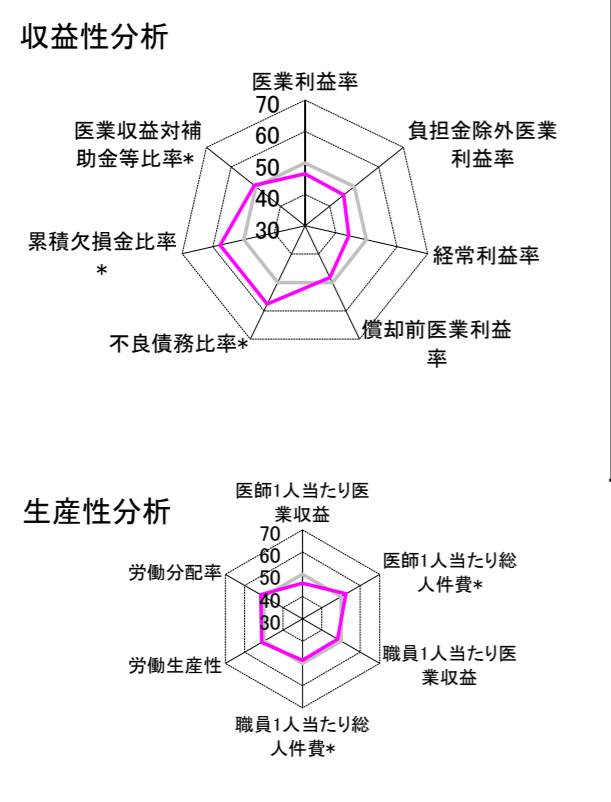 収益性分析
医業利益率
70
60
50
40
30
負担金除外医業
利益率
経常利益率
償却前医業利益
率
不良債務比率*
累積欠損金比率
*
医業収益対補
助金等比率*
生産性分析
医師1人当たり医
業収益
70
60
50
40
30
医師1人当たり総
人件費*
職員1人当たり医
業収益
職員1人当たり総
人件費*
労働生産性
労働分配率